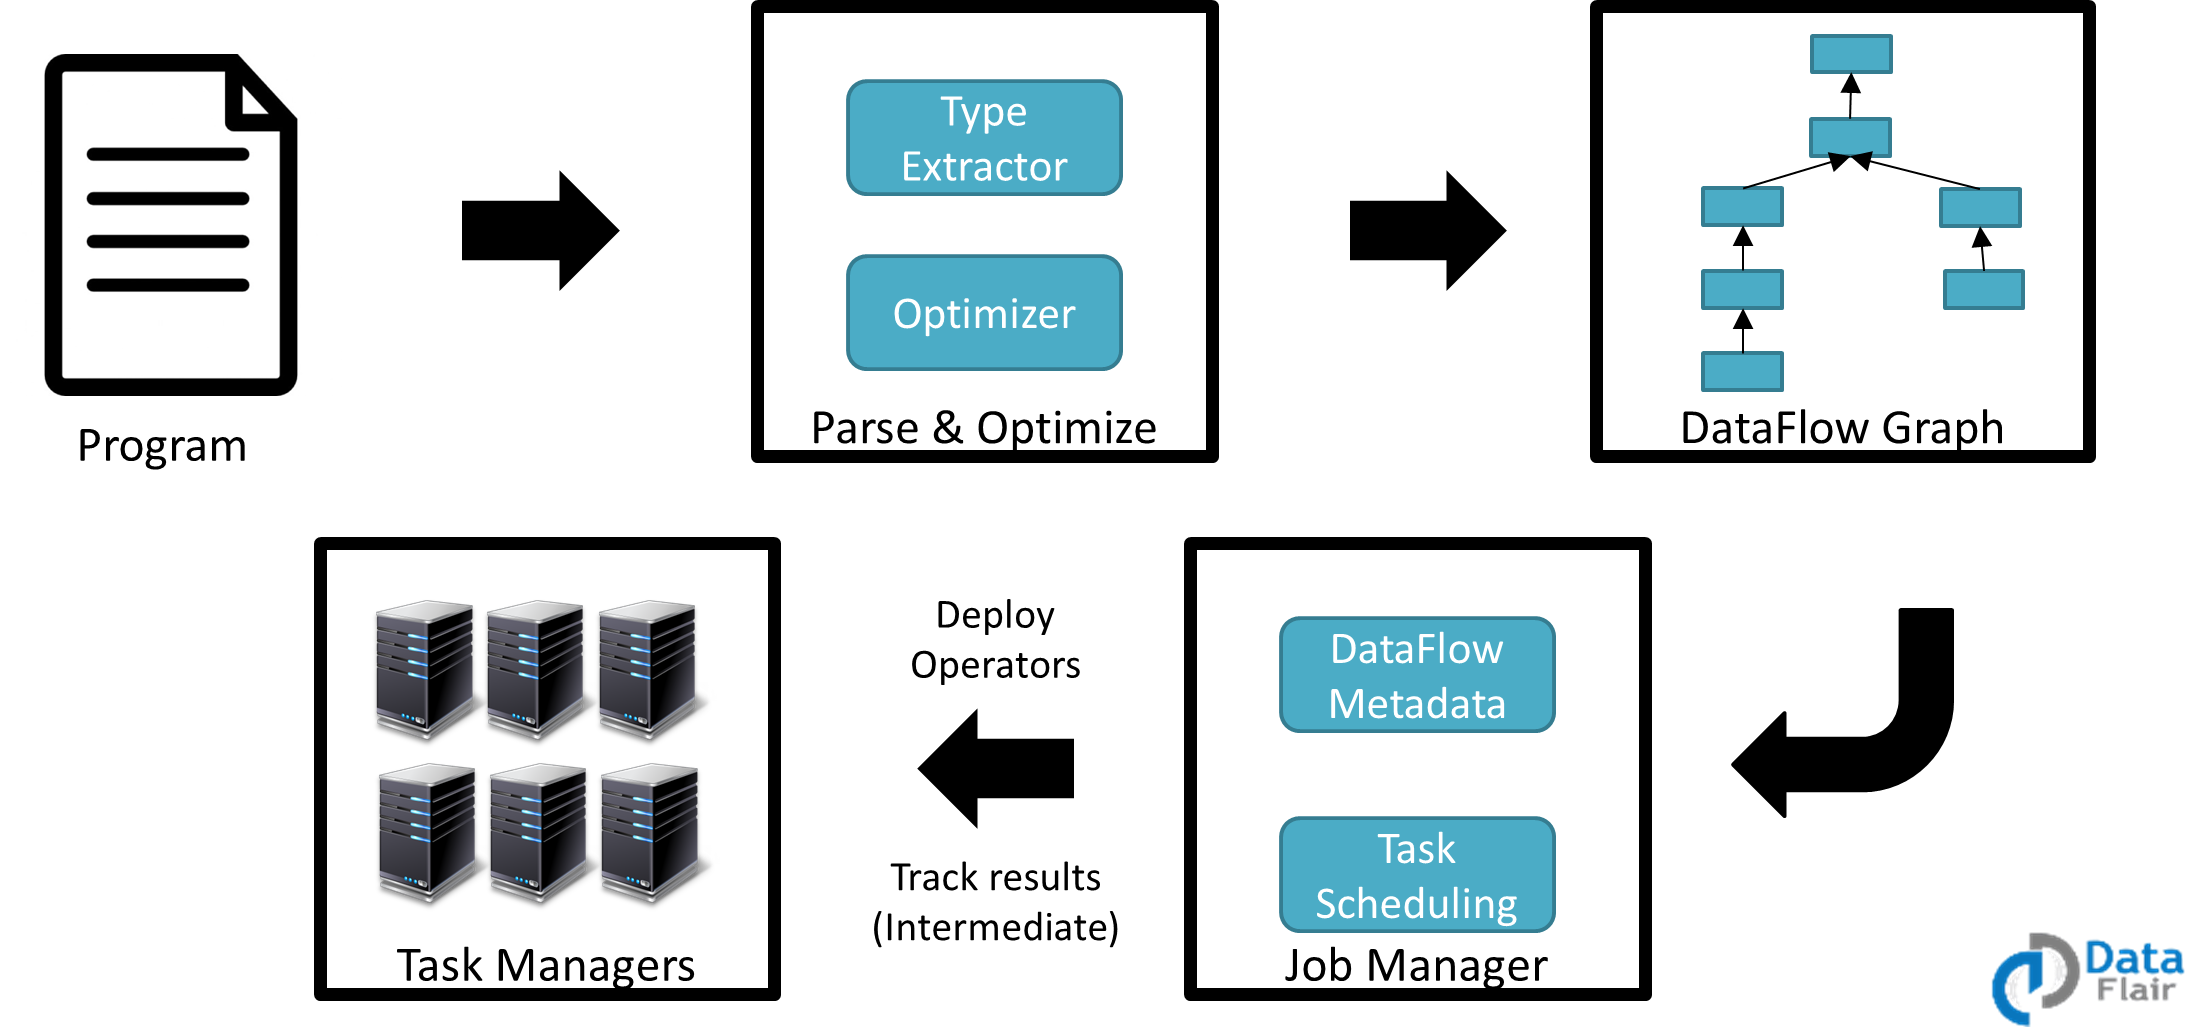 Program
Type
Extractor
Optimizer
Parse & Optimize
DataFlow Graph
Task Managers
Deploy
Operators
Track results
(Intermediate)
DataFlow
Metadata
Task
Scheduling
Job Manager
Data
Flair